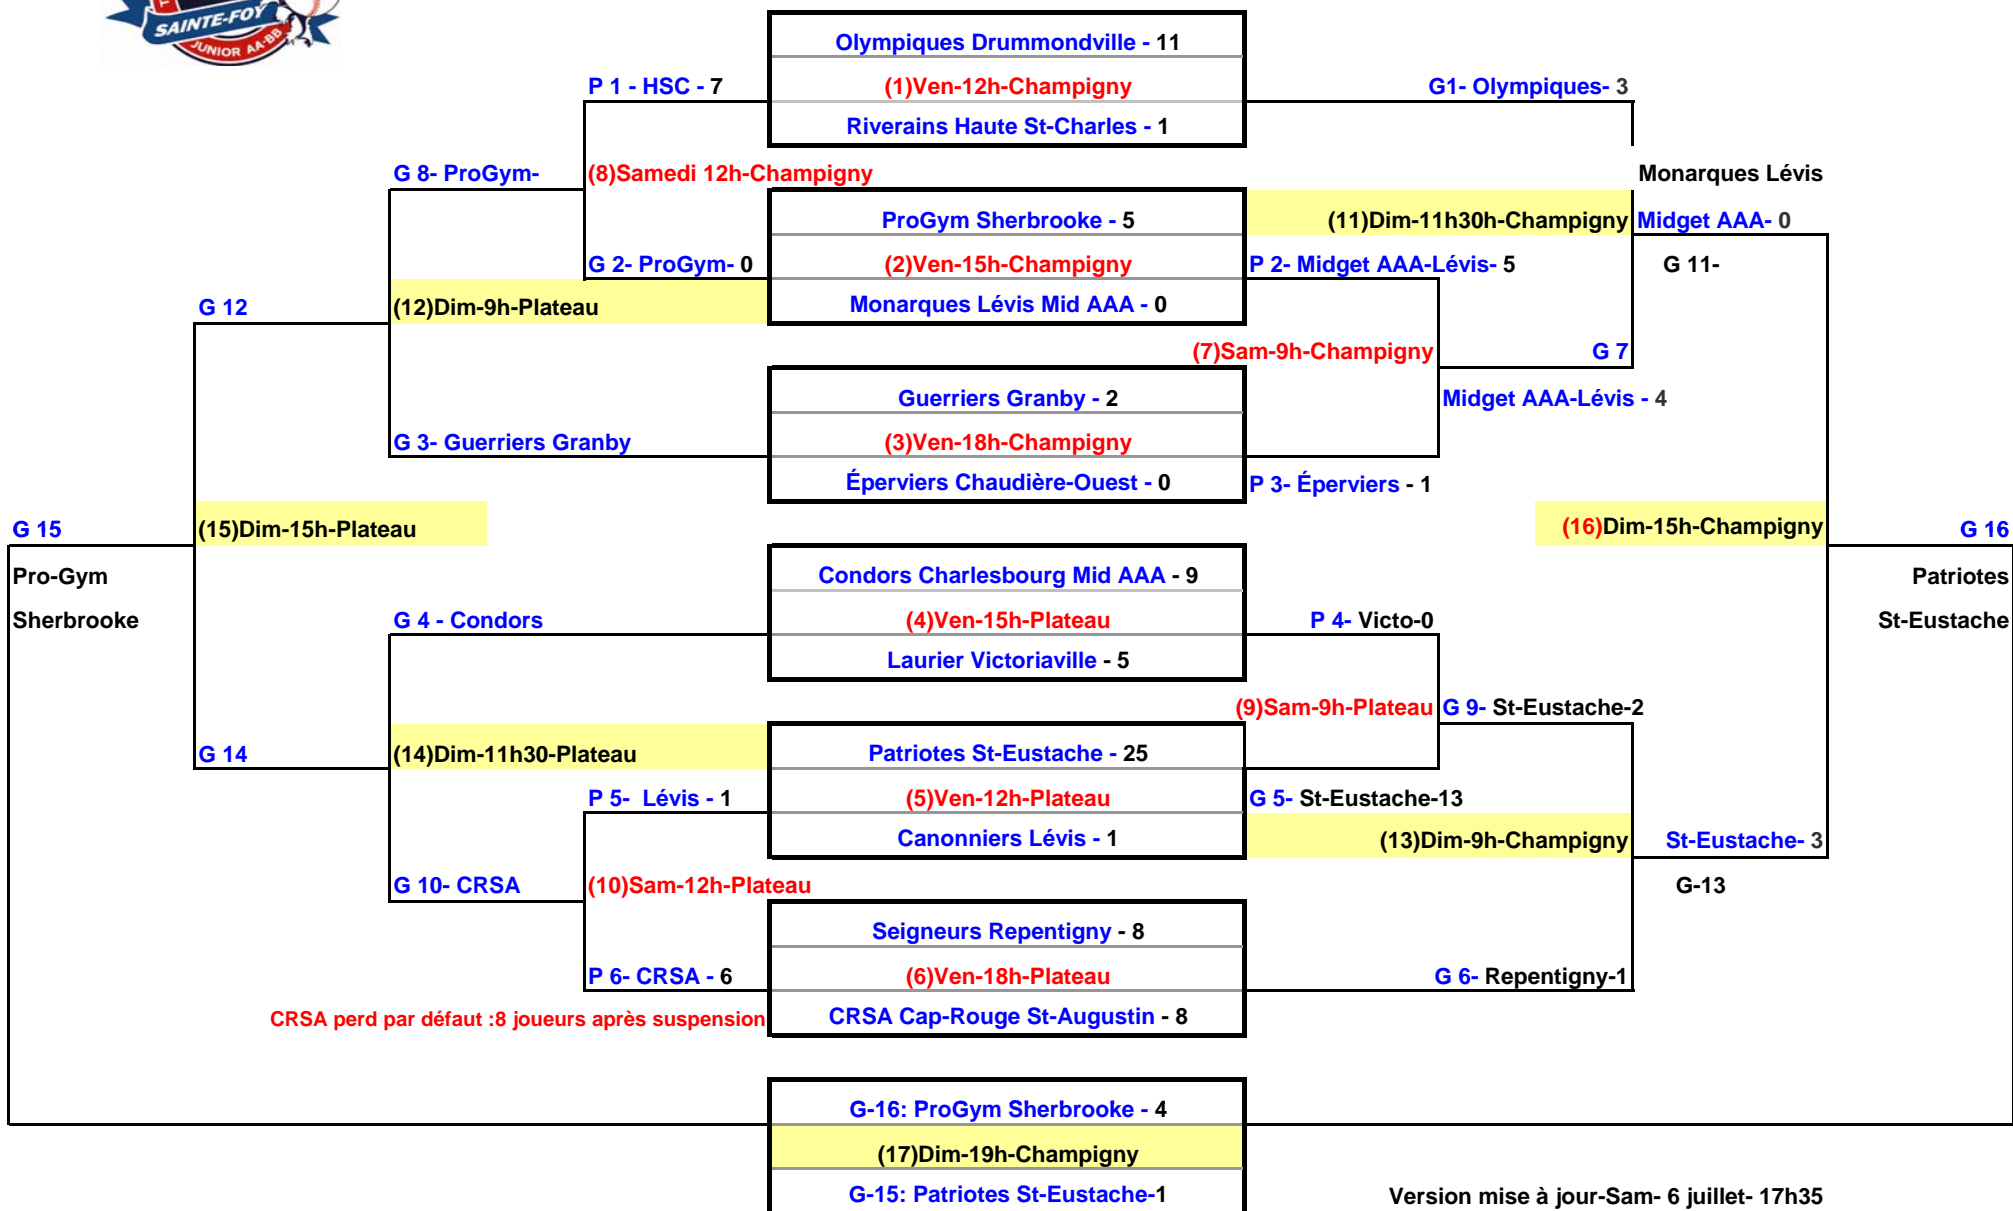 SAINTE-FOY
JUNIOR AA-BB
Olympiques Drummondville - 11
P 1 - HSC - 7
(1)Ven-12h-Champigny
G1- Olympiques- 3
Riverains Haute St-Charles - 1
G 8- ProGym-
(8)Samedi 12h-Champigny
Monarques Lévis
ProGym Sherbrooke - 5
(11)Dim-11h30h-Champigny
Midget AAA- 0
G 2- ProGym- 0
(2)Ven-15h-Champigny
P 2- Midget AAA-Lévis- 5
G 11-
G 12
(12)Dim-9h-Plateau
Monarques Lévis Mid AAA - 0
(7)Sam-9h-Champigny
G 7
Guerriers Granby - 2
Midget AAA-Lévis - 4
G 3- Guerriers Granby
(3)Ven-18h-Champigny
Éperviers Chaudière-Ouest - 0
P 3- Éperviers - 1
G 15
(15)Dim-15h-Plateau
(16)Dim-15h-Champigny
G 16
Pro-Gym
Condors Charlesbourg Mid AAA - 9
Patriotes
Sherbrooke
G 4 - Condors
(4)Ven-15h-Plateau
P 4- Victo-0
St-Eustache
Laurier Victoriaville - 5
(9)Sam-9h-Plateau
G 9- St-Eustache-2
G 14
(14)Dim-11h30-Plateau
Patriotes St-Eustache - 25
P 5- Lévis - 1
(5)Ven-12h-Plateau
G 5- St-Eustache-13
Canonniers Lévis - 1
(13)Dim-9h-Champigny
St-Eustache- 3
G 10- CRSA
(10)Sam-12h-Plateau
G-13
Seigneurs Repentigny - 8
P 6- CRSA - 6
(6)Ven-18h-Plateau
G 6- Repentigny-1
CRSA perd par défaut :8 joueurs après suspension
CRSA Cap-Rouge St-Augustin - 8
G-16: ProGym Sherbrooke - 4
(17)Dim-19h-Champigny
G-15: Patriotes St-Eustache-1
Version mise à jour-Sam- 6 juillet- 17h35